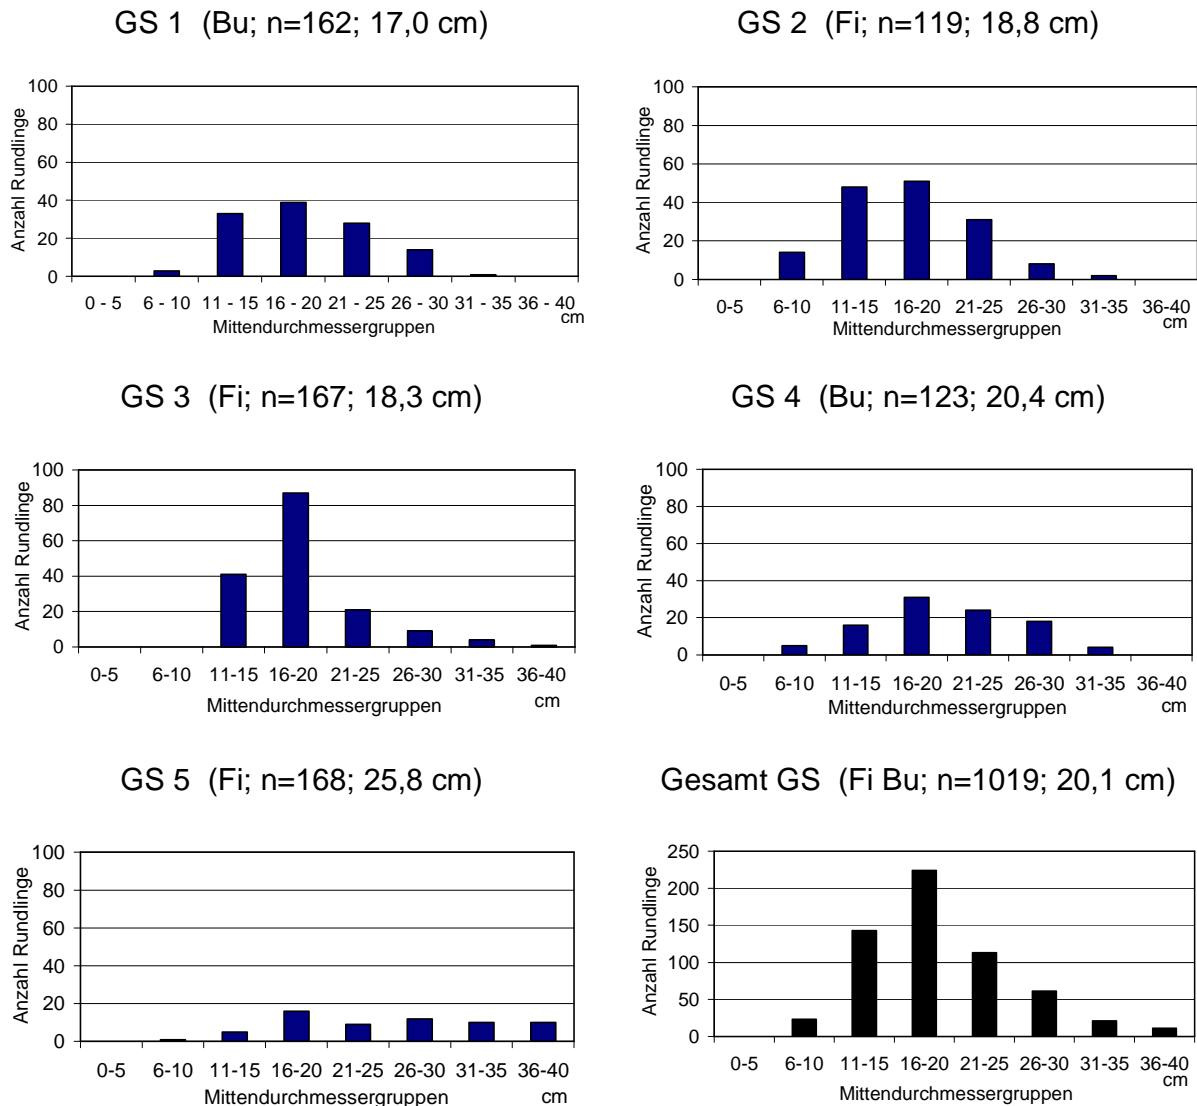 GS 1 (Bu; n=162; 17,0 cm)
100
80
60
40
20
0
Anzahl Rundlinge
0 - 5 6 - 10 11 - 15 16 - 20 21 - 25 26 - 30 31 - 35 36 - 40
cm
Mittendurchmessergruppen
GS 2 (Fi; n=119; 18,8 cm)
100
80
60
40
20
0
Anzahl Rundlinge
0-5 6-10 11-15 16-20 21-25 26-30 31-35 36-40
cm
Mittendurchmessergruppen
GS 3 (Fi; n=167; 18,3 cm)
100
80
60
40
20
0
Anzahl Rundlinge
0-5 6-10 11-15 16-20 21-25 26-30 31-35 36-40
Mittendurchmessergruppen cm
GS 4 (Bu; n=123; 20,4 cm)
100
80
60
40
20
0
Anzahl Rundlinge
0-5 6-10 11-15 16-20 21-25 26-30 31-35 36-40
Mittendurchmessergruppen cm
GS 5 (Fi; n=168; 25,8 cm)
100
80
60
40
20
0
Anzahl Rundlinge
0-5 6-10 11-15 16-20 21-25 26-30 31-35 36-40
Mittendurchmessergruppen cm
Gesamt GS (Fi Bu; n=1019; 20,1 cm)
250
200
150
100
50
0
Anzahl Rundlinge
0-5 6-10 11-15 16-20 21-25 26-30 31-35 36-40
cm
Mittendurchmessergruppen